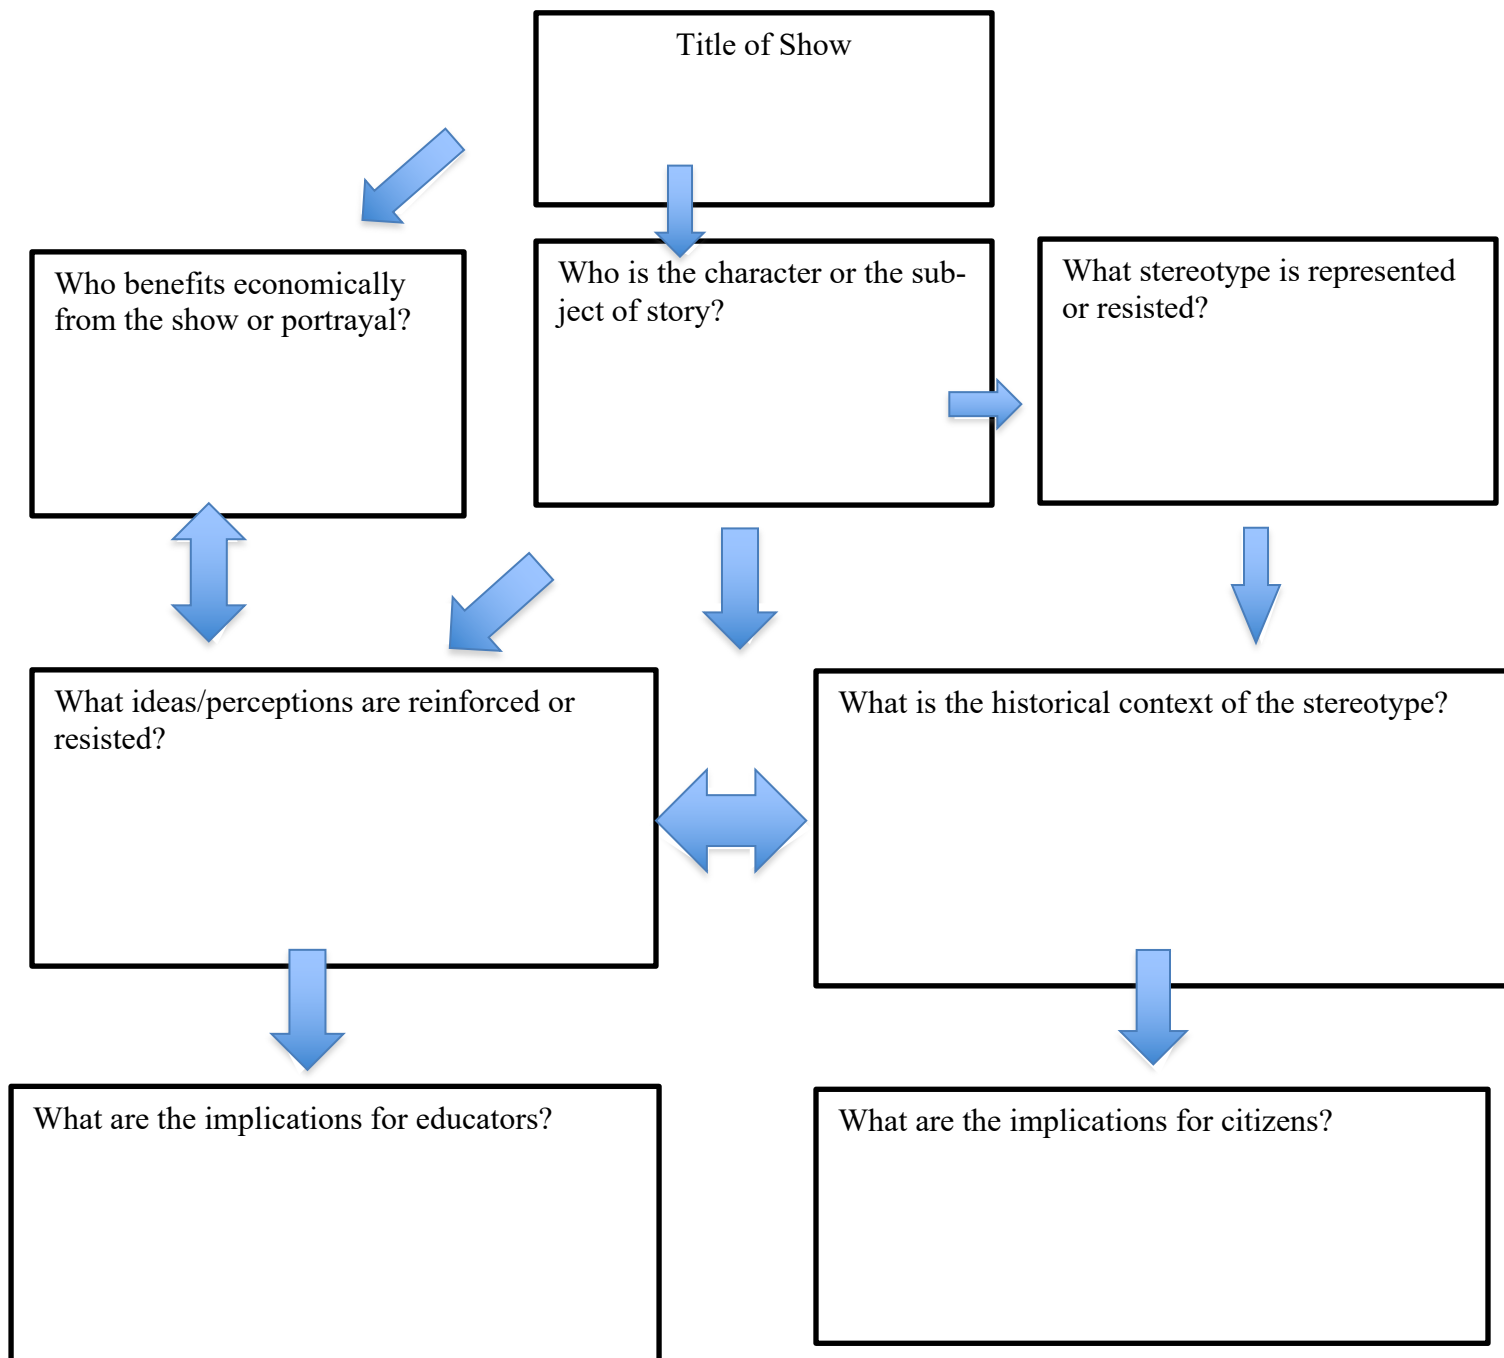 Title of Show
Who benefits economically
from the show or portrayal?
Who is the character or the sub-
ject of story?
What stereotype is represented
or resisted?
What ideas/perceptions are reinforced or
resisted?
What is the historical context of the stereotype?
What are the implications for educators?
What are the implications for citizens?